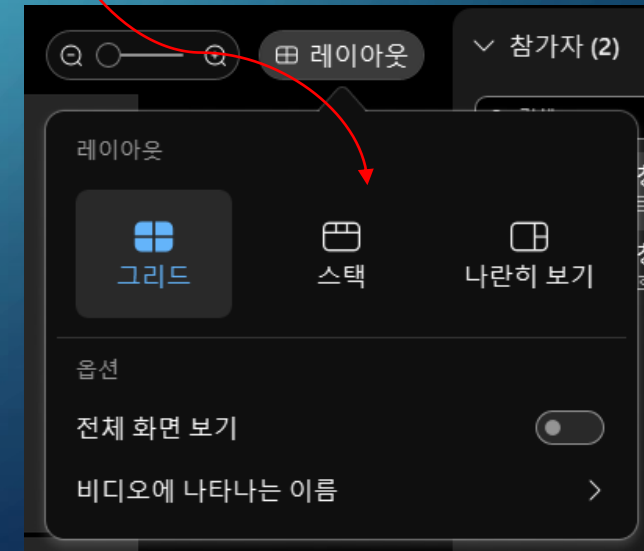 레이아웃
참가자 (2)
레이아웃
그리드
스택
나란히 보기
옵션
전체 화면 보기
비디오에 나타나는 이름